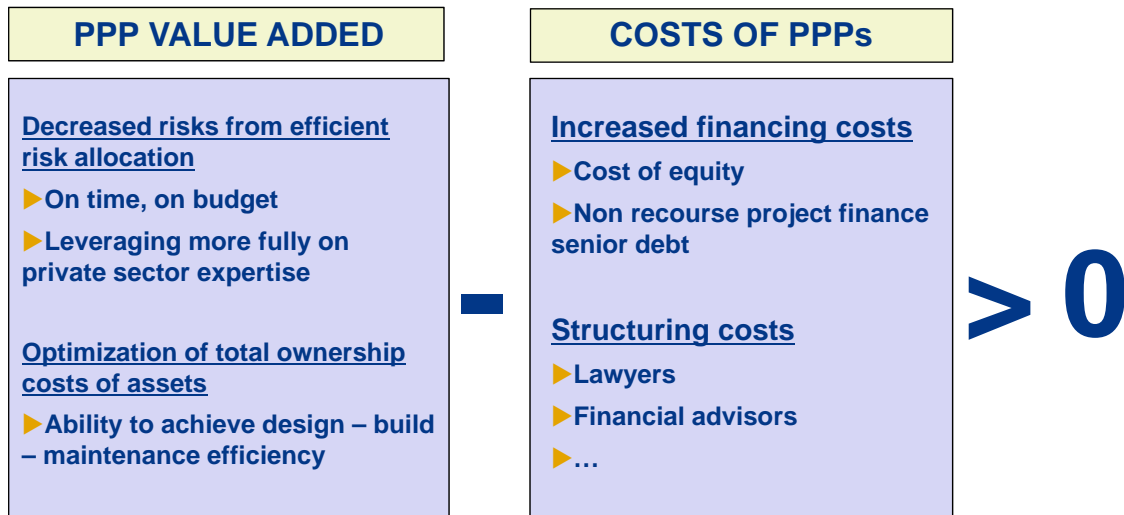 PPP VALUE ADDED
Decreased risks from efficient
risk allocation
▶On time, on budget
▶Leveraging more fully on
private sector expertise
Optimization of total ownership
costs of assets
▶Ability to achieve design – build
– maintenance efficiency
-
COSTS OF PPPs
Increased financing costs
▶Cost of equity
▶Non recourse project finance
senior debt
Structuring costs
▶Lawyers
▶Financial advisors
▶...
> 0